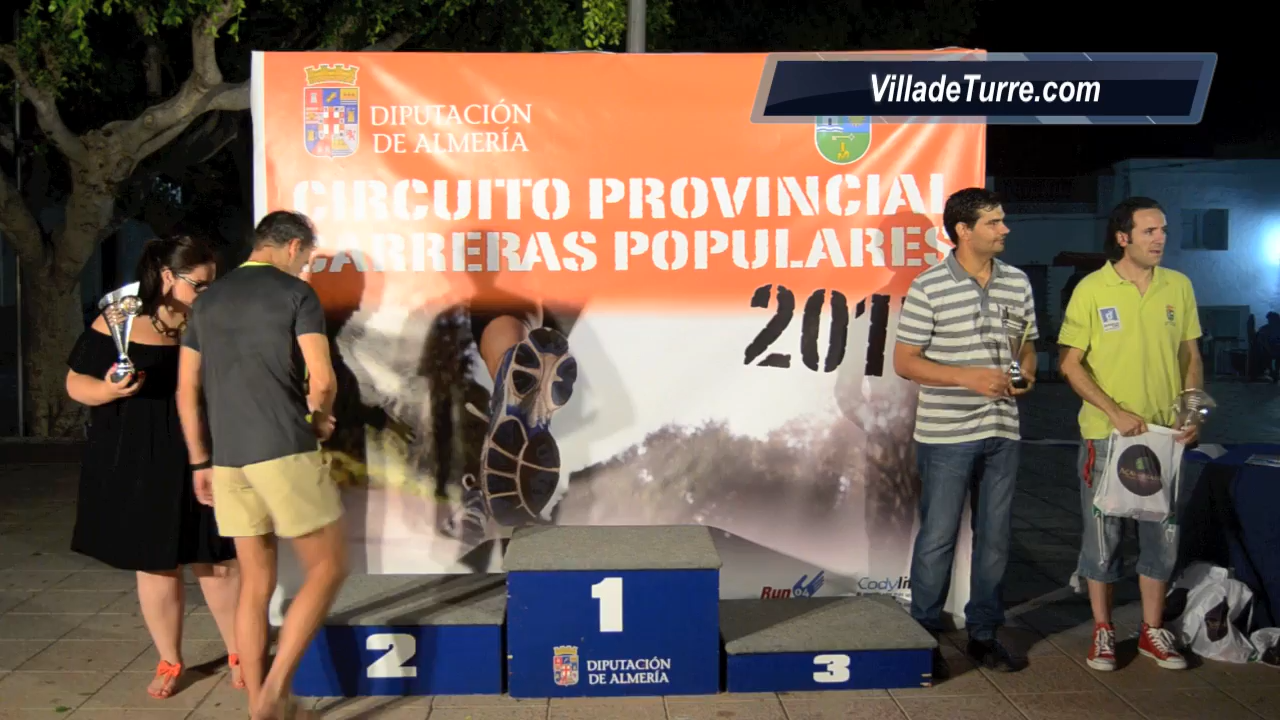 VilladeTurre.com
DIPUTACIÓN
DE ALMERÍA
CIRCUITO PROVINCIAL
CARRERAS POPULARES
1
2
3
DIPUTACIÓN
DE ALMERÍA
Run